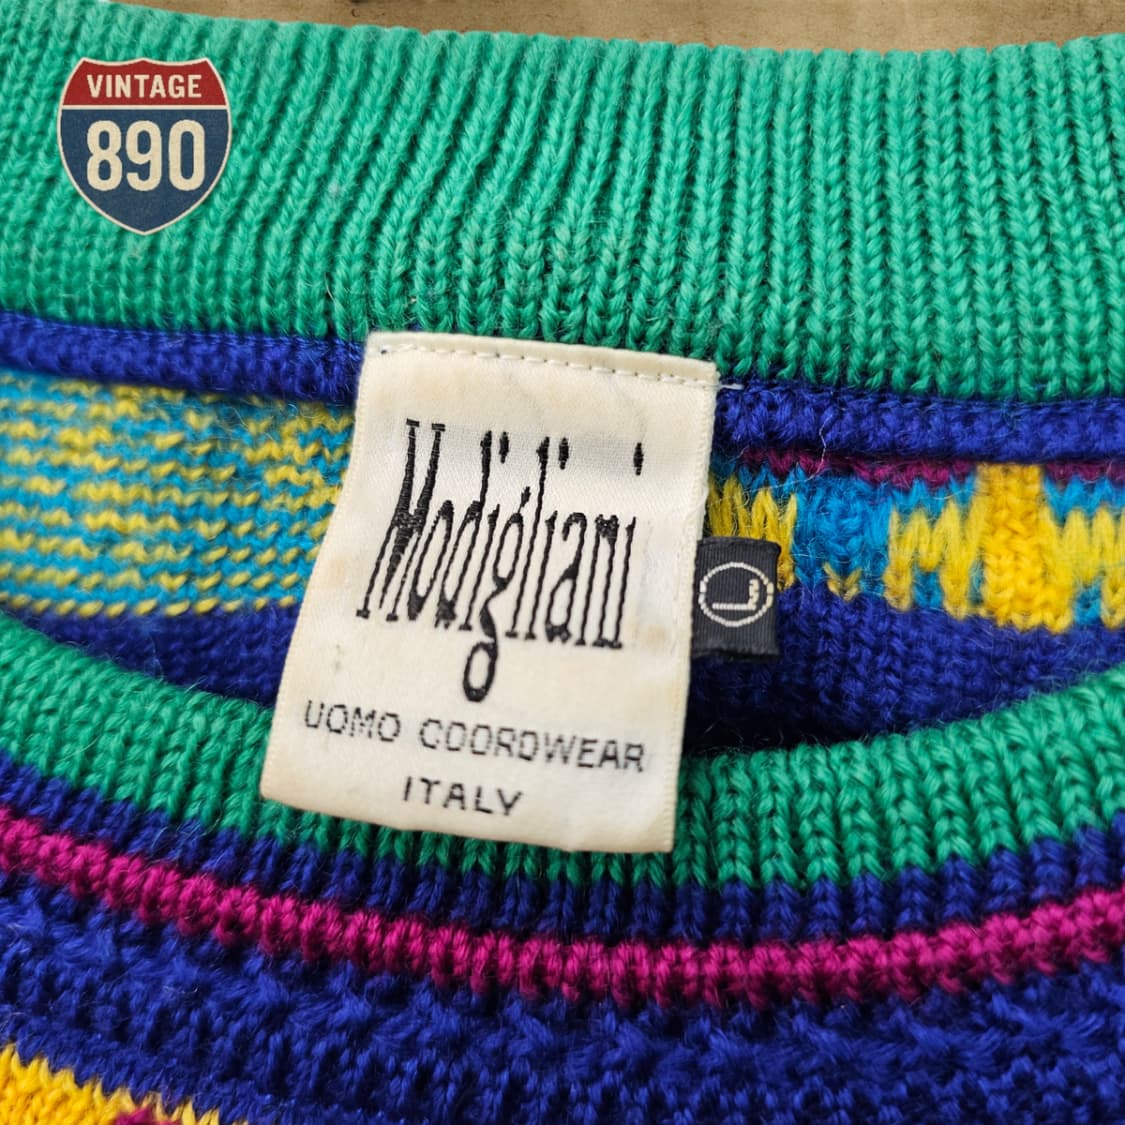 VINTAGE
890
Modigliani
L
UOMO COORDWEAR
ITALY